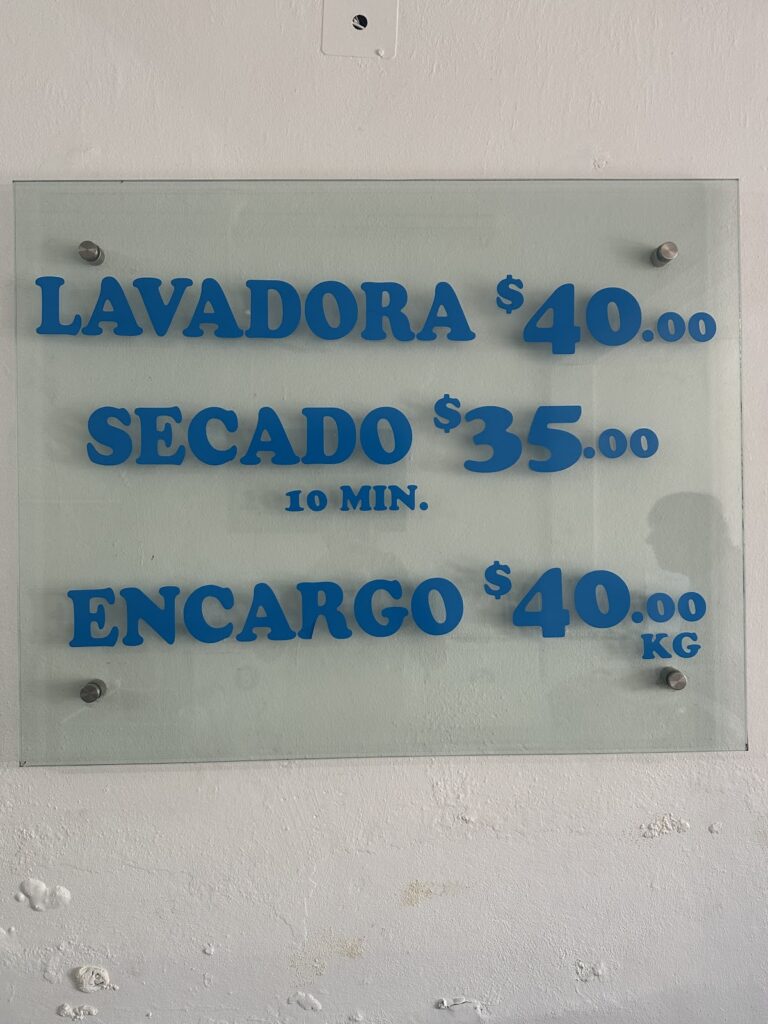 LAVADORA $40.00
SECADO $35.00
10 MIN.
ENCARGO $40.00
KG